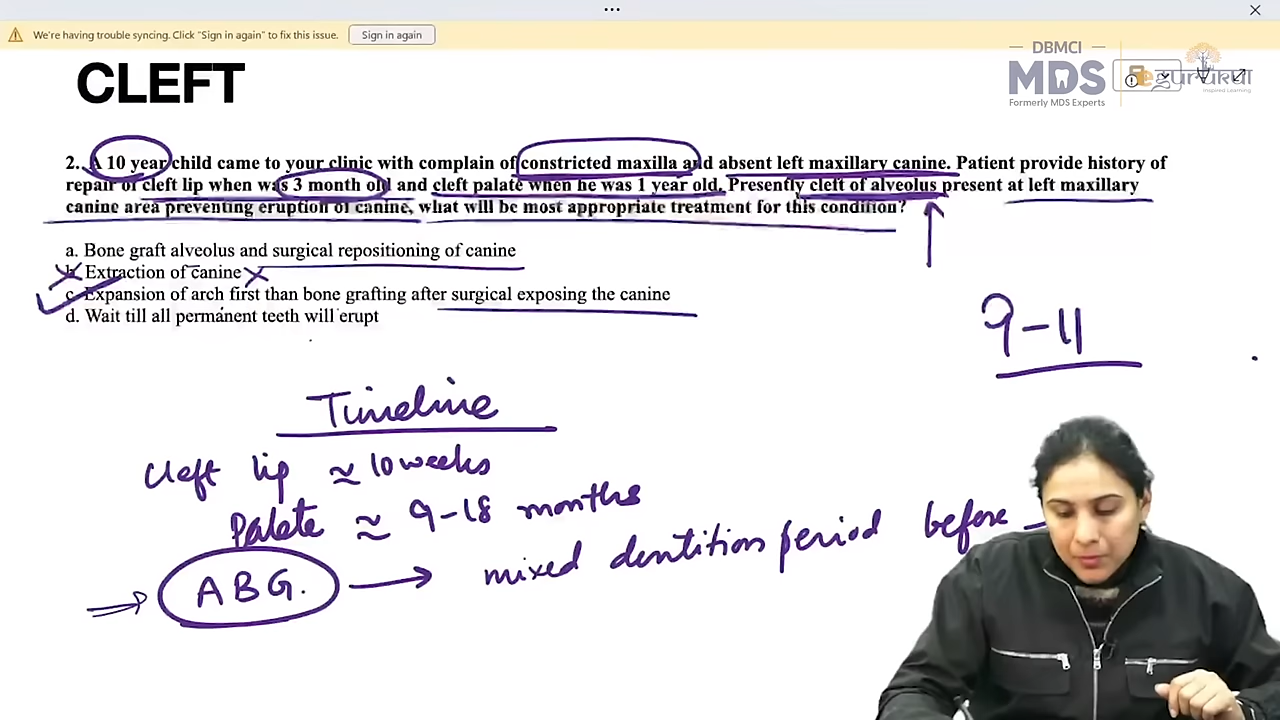 ...
We're having trouble syncing. Click "Sign in again" to fix this issue. Sign in again
CLEFT
DBMCI
MDS
Formerly MDS Experts
egurukul
Inspired Learning
2. A 10 year child came to your clinic with complain of constricted maxilla and absent left maxillary canine. Patient provide history of
repair of cleft lip when was 3 month old and cleft palate when he was 1 year old. Presently cleft of alveolus present at left maxillary
canine area preventing eruption of canine, what will be most appropriate treatment for this condition?
a. Bone graft alveolus and surgical repositioning of canine
b. Extraction of canine
c. Expansion of arch first than bone grafting after surgical exposing the canine
d. Wait till all permanent teeth will erupt
9-11
Timeline
Cleft lip ≈ 10 weeks
Palate ≈ 9-18 months
ABG. → mixed dentition period before